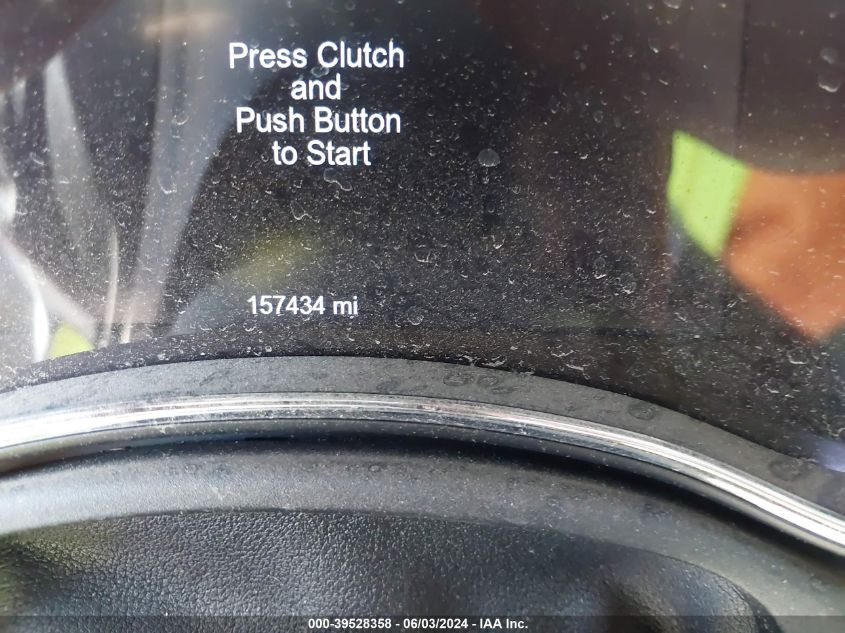 Press Clutch
and
Push Button
to Start
157434 mi
000-39528358 - 06/03/2024 - IAA Inc.